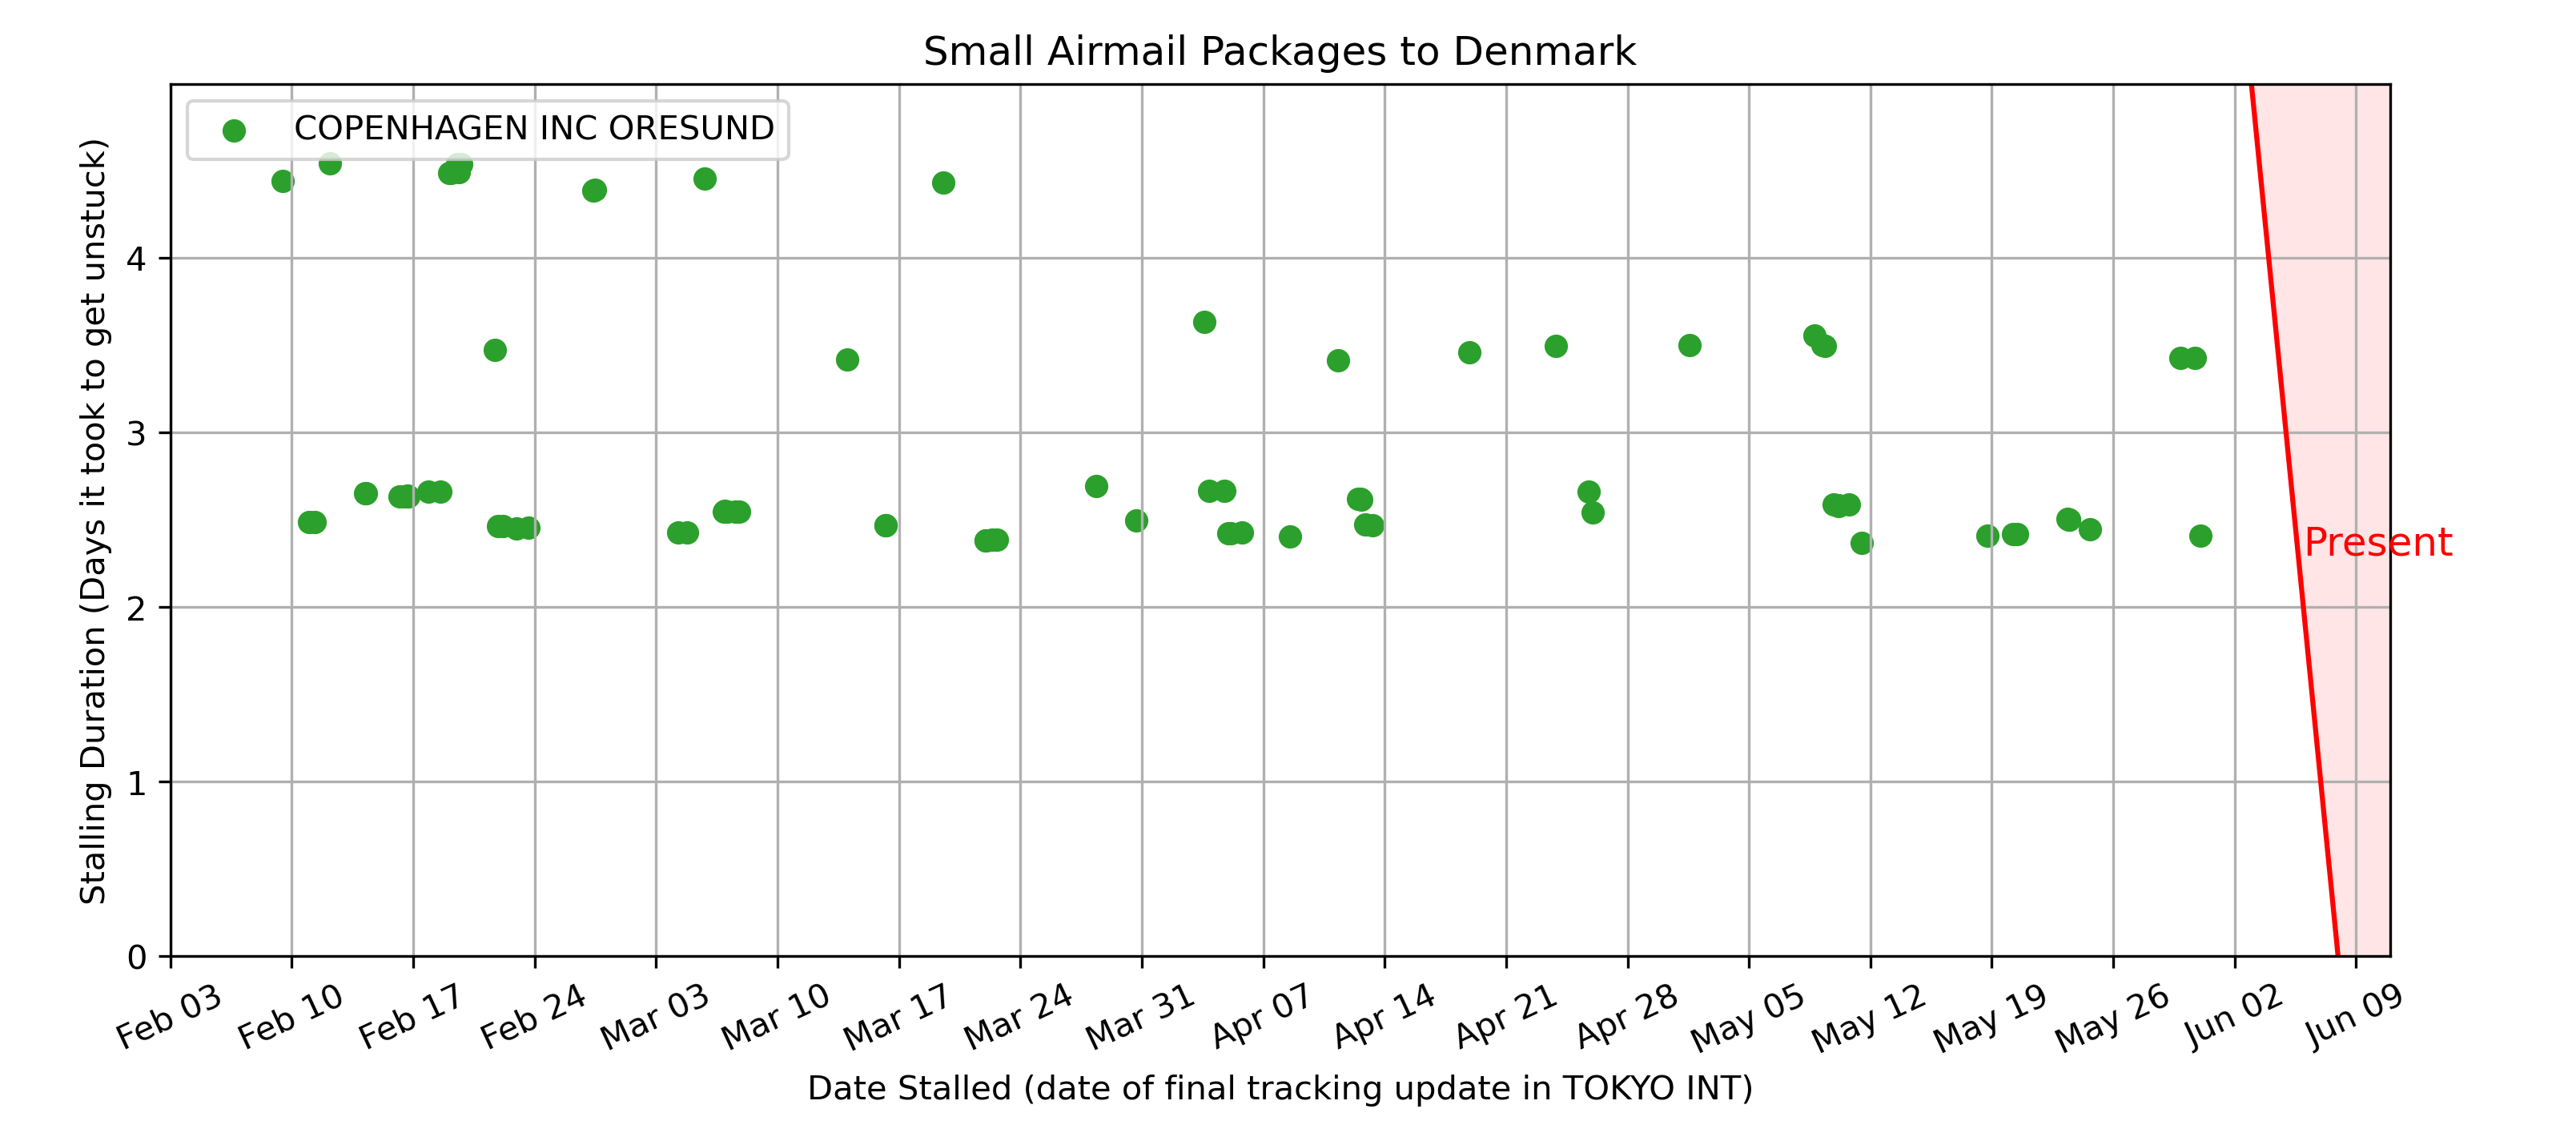 Small Airmail Packages to Denmark
COPENHAGEN INC ORESUND
Stalling Duration (Days it took to get unstuck)
4
3
2
1
0
Present
Feb 03
Feb 10
Feb 17
Feb 24
Mar 03
Mar 10
Mar 17
Mar 24
Mar 31
Apr 07
Apr 14
Apr 21
Apr 28
May 05
May 12
May 19
May 26
Jun 02
Jun 09
Date Stalled (date of final tracking update in TOKYO INT)